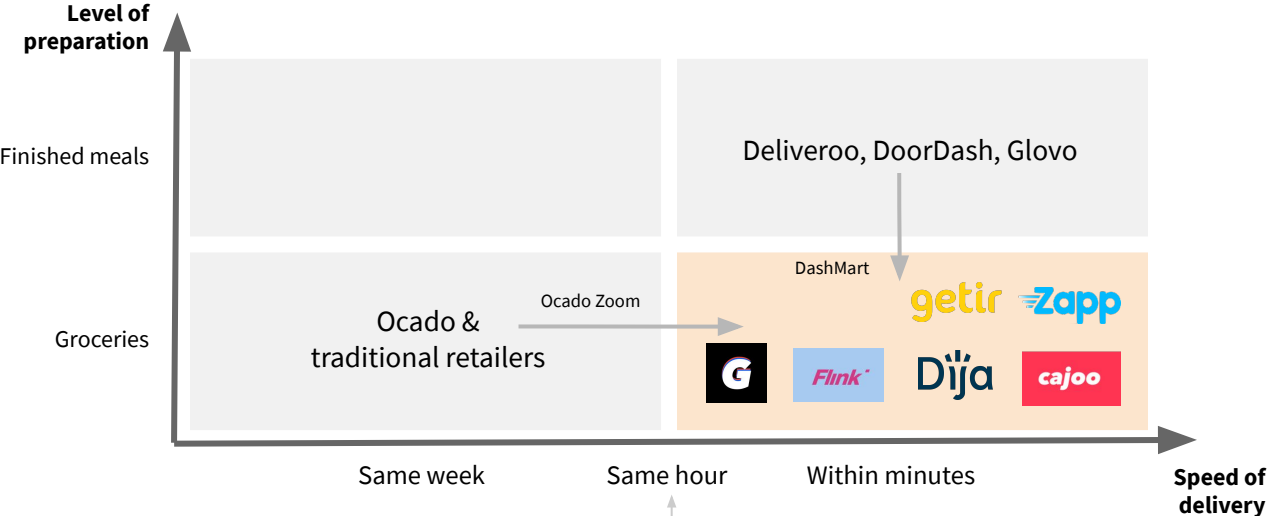 Level of
preparation
Finished meals
Deliveroo, DoorDash, Glovo
DashMart
getir
Zapp
Ocado Zoom
Ocado &
traditional retailers
Groceries
G
Flink
Dija
cajoo
Same week
Same hour
Within minutes
Speed of
delivery